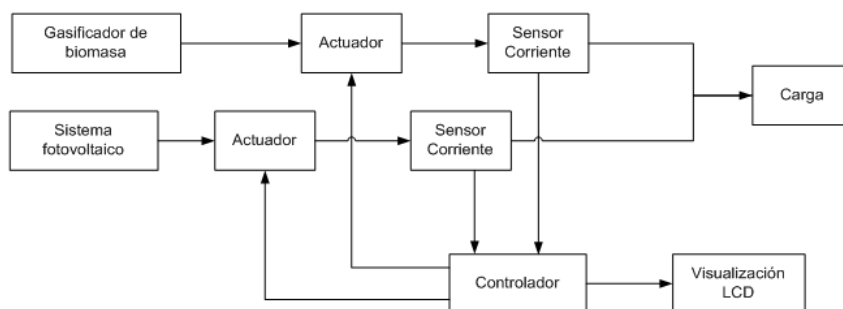 Gasificador de
biomasa
Actuador
Sensor
Corriente
Carga
Sistema
fotovoltaico
Actuador
Sensor
Corriente
Controlador
Visualización
LCD